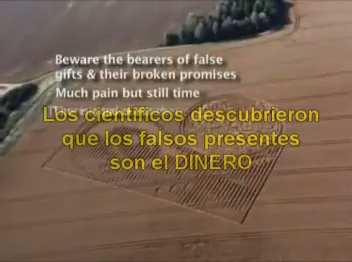 Beware the bearers of false
gifts & their broken promises
Much pain but still time
Los científicos descubrieron
que los falsos presentes
son el DINERO